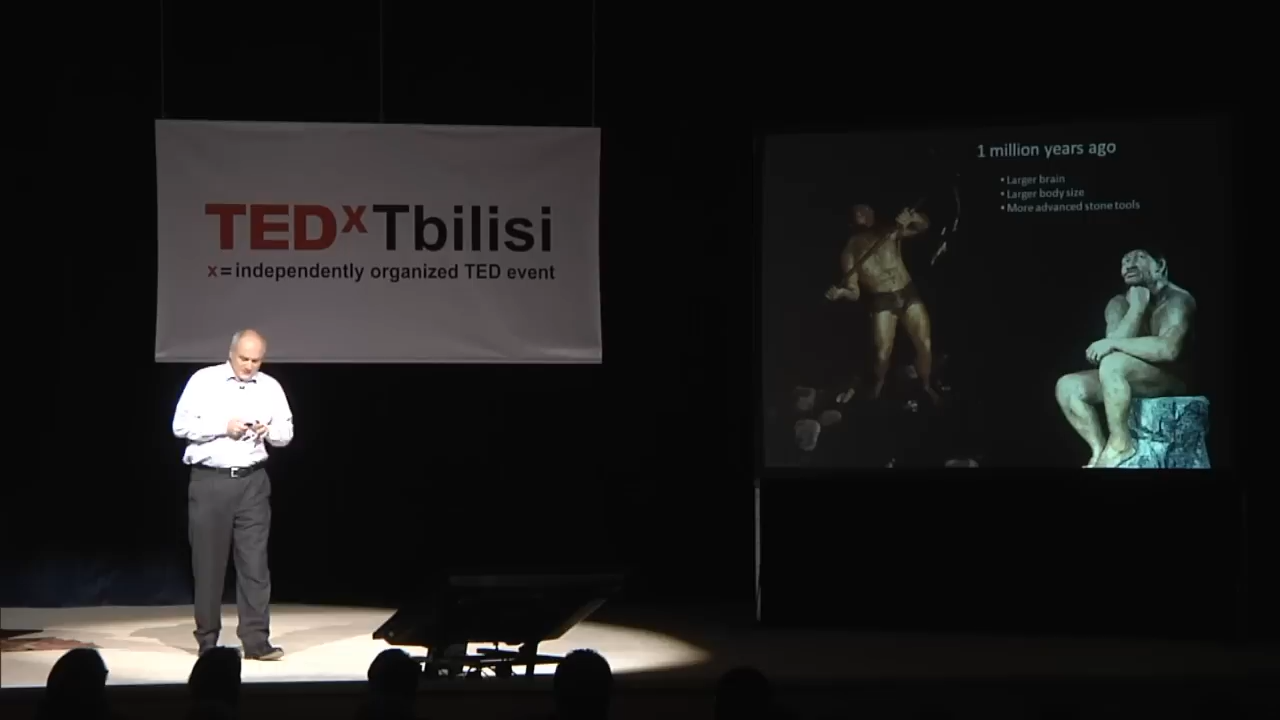 TEDxTbilisi
x=independently organized TED event
1 million years ago
• Larger brain
• Larger body size
• More advanced stone tools